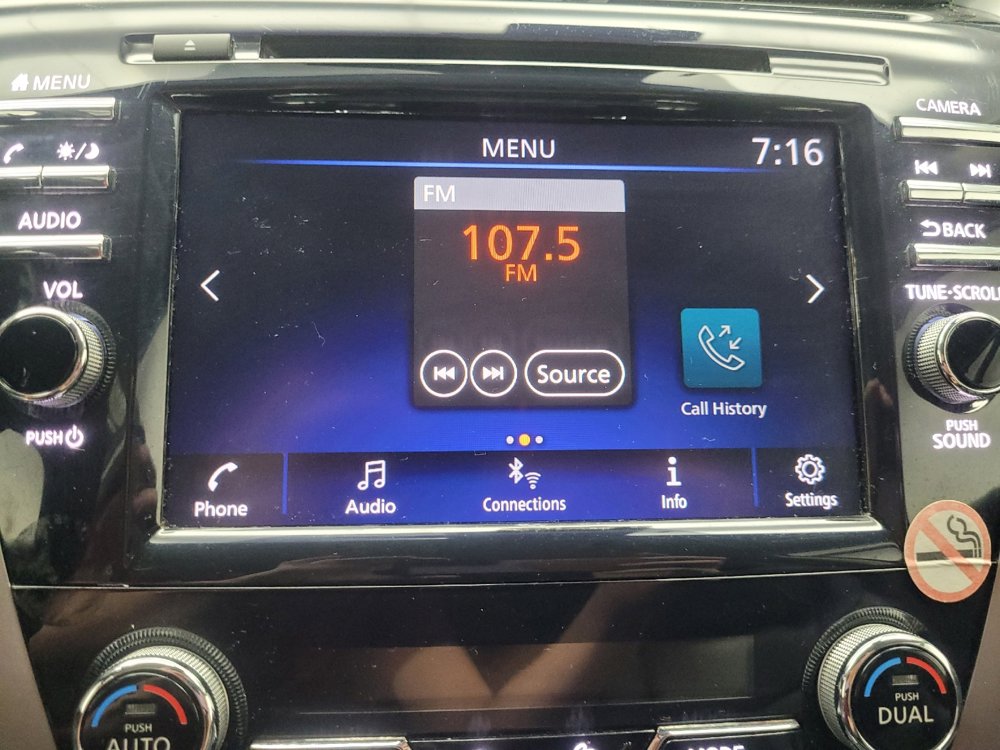 MENU
CAMERA
AUDIO
VOL
PUSH
BACK
TUNE·SCROLL
PUSH
SOUND
MENU
7:16
FM
107.5
FM
Source
Call History
Phone
Audio
Connections
Info
Settings
PUSH
AUTO
PUSH
DUAL
MODE